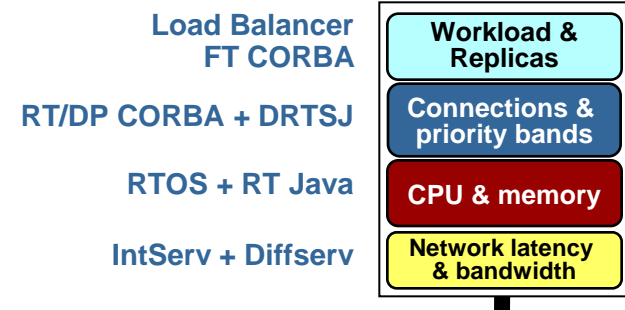 Load Balancer
FT CORBA
Workload &
Replicas
RT/DP CORBA + DRTSJ
Connections &
priority bands
RTOS + RT Java
CPU & memory
IntServ + Diffserv
Network latency
& bandwidth